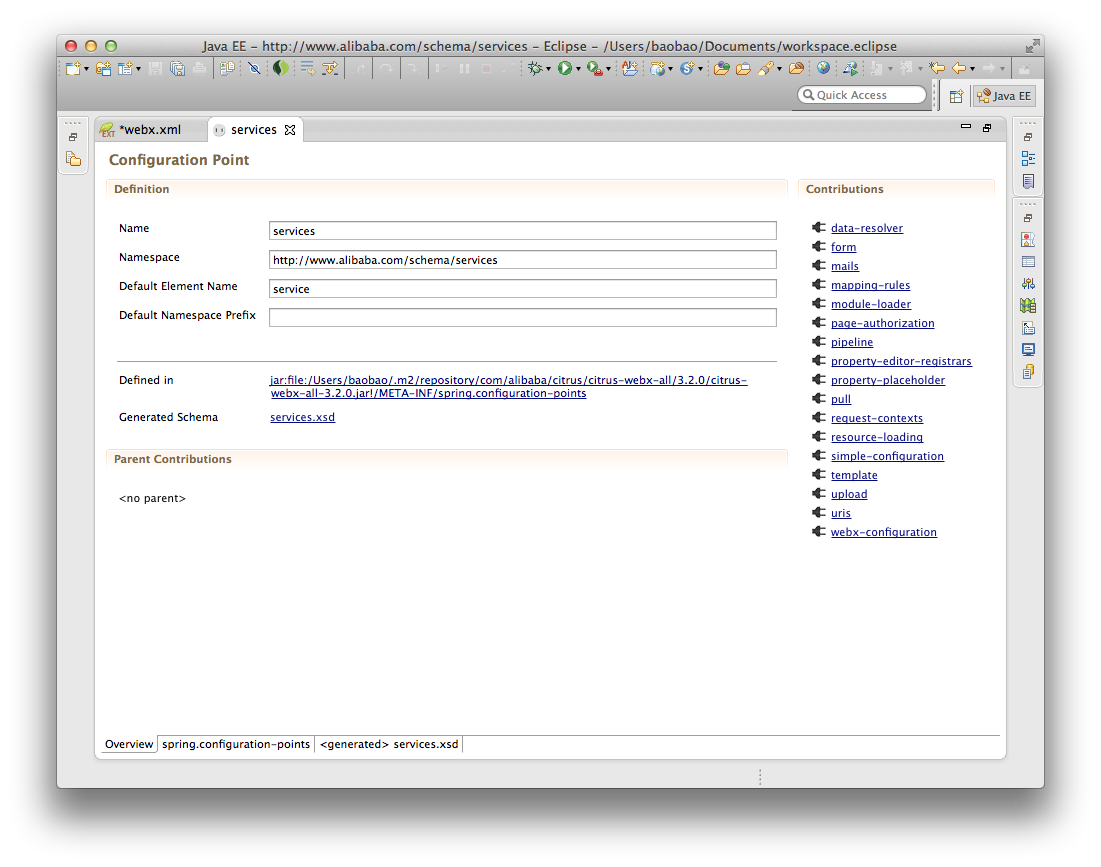 Java EE – http://www.alibaba.com/schema/services – Eclipse – /Users/baobao/Documents/workspace.eclipse
Quick Access
Java EE
*webx.xml
services
Configuration Point
Definition
Name
services
Namespace
http://www.alibaba.com/schema/services
Default Element Name
service
Default Namespace Prefix
Defined in
jar:file:/Users/baobao/.m2/repository/com/alibaba/citrus/citrus-webx-all/3.2.0/citrus-
webx-all-3.2.0.jar!/META-INF/spring.configuration-points
Generated Schema
services.xsd
Parent Contributions
<no parent>
Contributions
data-resolver
form
mails
mapping-rules
module-loader
page-authorization
pipeline
property-editor-registrars
property-placeholder
pull
request-contexts
resource-loading
simple-configuration
template
upload
uris
webx-configuration
Overview
spring.configuration-points
<generated> services.xsd